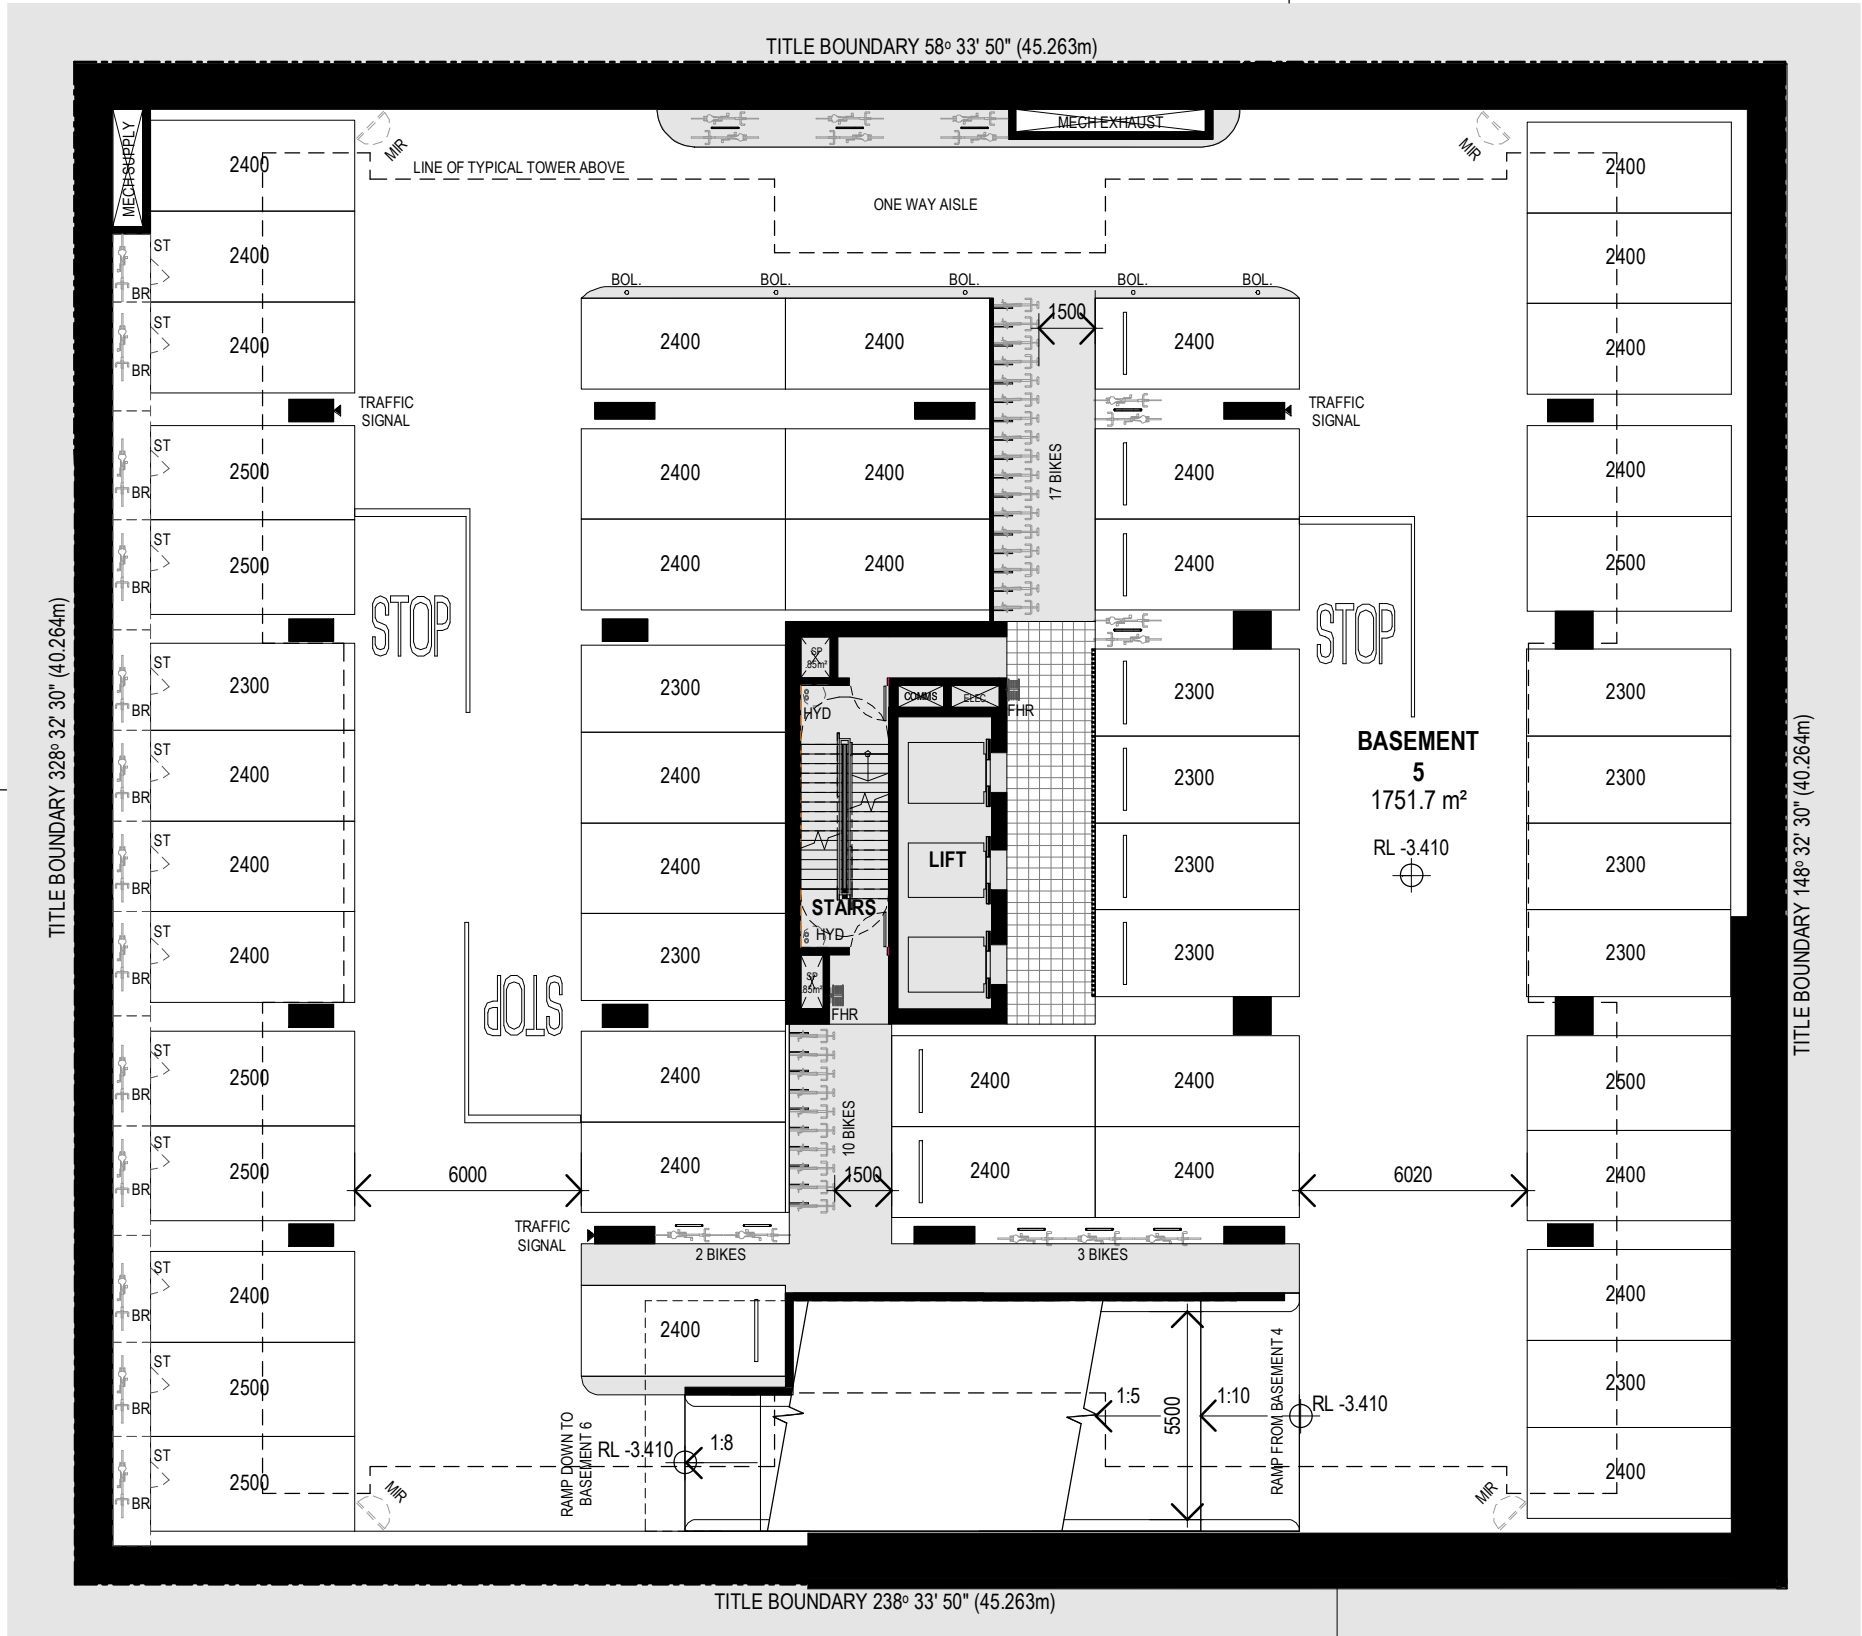 TITLE BOUNDARY 58º 33' 50" (45.263m)
MECH SUPPLY
MIR
LINE OF TYPICAL TOWER ABOVE
MECH EXHAUST
ONE WAY AISLE
MIR
2400
2400
2400
2400
2400
2400
ST
BR
ST
BR
BOL.
BOL.
BOL.
BOL.
BOL.
1500
2400
2400
2400
TRAFFIC
SIGNAL
TRAFFIC
SIGNAL
ST
2500
BR
2400
2400
17 BIKES
2400
2400
ST
2500
BR
2400
2400
2400
2500
STOP
STOP
TITLE BOUNDARY 328º 32' 30" (40.264m)
TITLE BOUNDARY 148º 32' 30" (40.264m)
SP
.85m²
ST
2300
BR
2300
HYD
COMMS
ELEC
FHR
2300
2300
BASEMENT
5
1751.7 m²
RL -3.410
ST
2400
BR
2400
2300
2300
ST
2400
BR
2400
LIFT
2300
2300
STAIRS
HYD
ST
2400
BR
2300
2300
2300
SP
.85m²
FHR
STOP
ST
2500
BR
2400
2400
2400
2500
10 BIKES
ST
2500
BR
6000
2400
1500
2400
2400
6020
2400
TRAFFIC
SIGNAL
2 BIKES
3 BIKES
ST
2400
BR
2400
2400
ST
2500
BR
2300
ST
2500
BR
2400
RAMP DOWN TO
BASEMENT 6
RL -3.410
1:8
1:5
5500
1:10
RAMP FROM BASEMENT 4
RL -3.410
MIR
MIR
TITLE BOUNDARY 238º 33' 50" (45.263m)